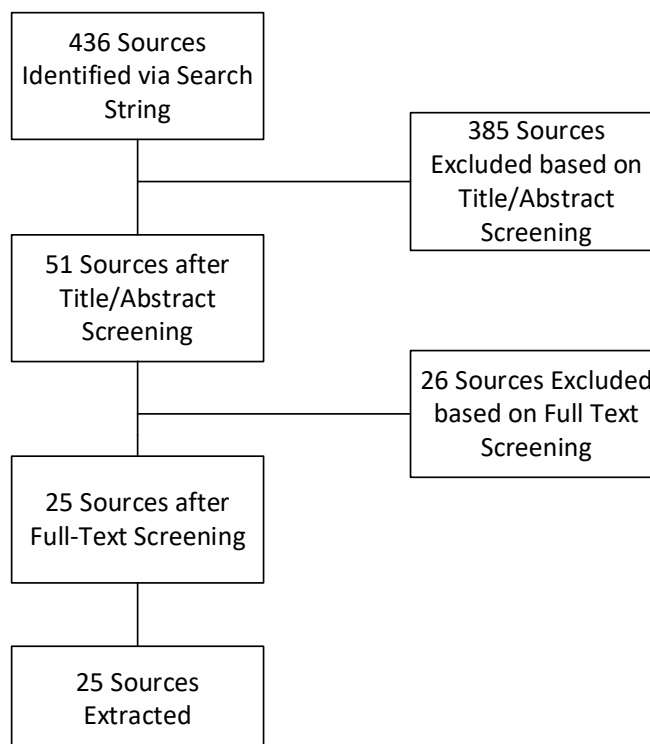 436 Sources
Identified via Search
String
385 Sources
Excluded based on
Title/Abstract
Screening
51 Sources after
Title/Abstract
Screening
26 Sources Excluded
based on Full Text
Screening
25 Sources after
Full-Text Screening
25 Sources
Extracted